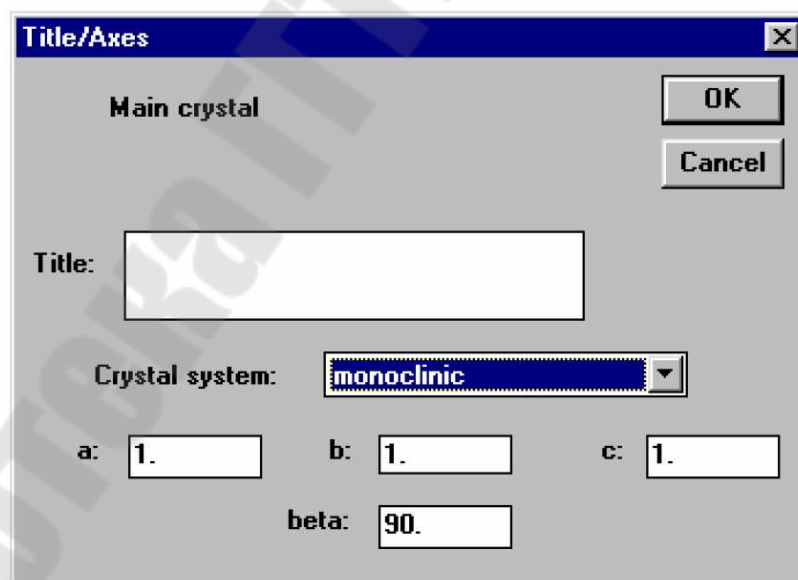 Title/Axes
Main crystal
OK
Cancel
Title:
Crystal system: monoclinic
a: 1. b: 1. c: 1.
beta: 90.